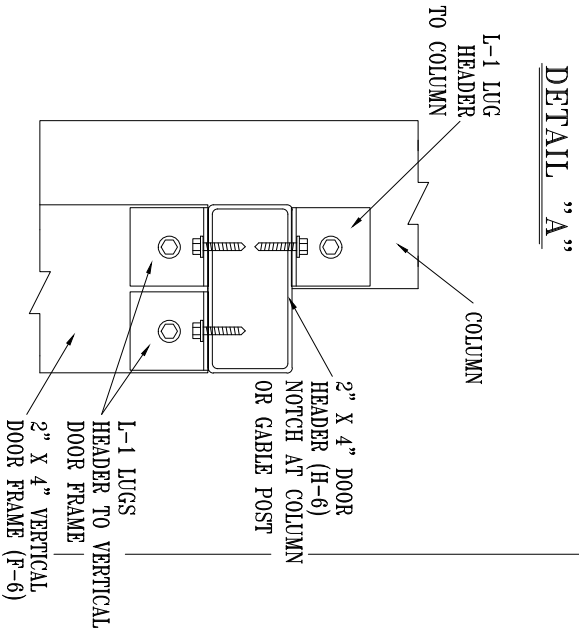 DETAIL ”A”
L-1 LUG
HEADER
TO COLUMN
COLUMN
2” X 4” DOOR
HEADER (H-6)
NOTCH AT COLUMN
OR GABLE POST
L-1 LUGS
HEADER TO VERTICAL
DOOR FRAME
2” X 4” VERTICAL
DOOR FRAME (F-6)